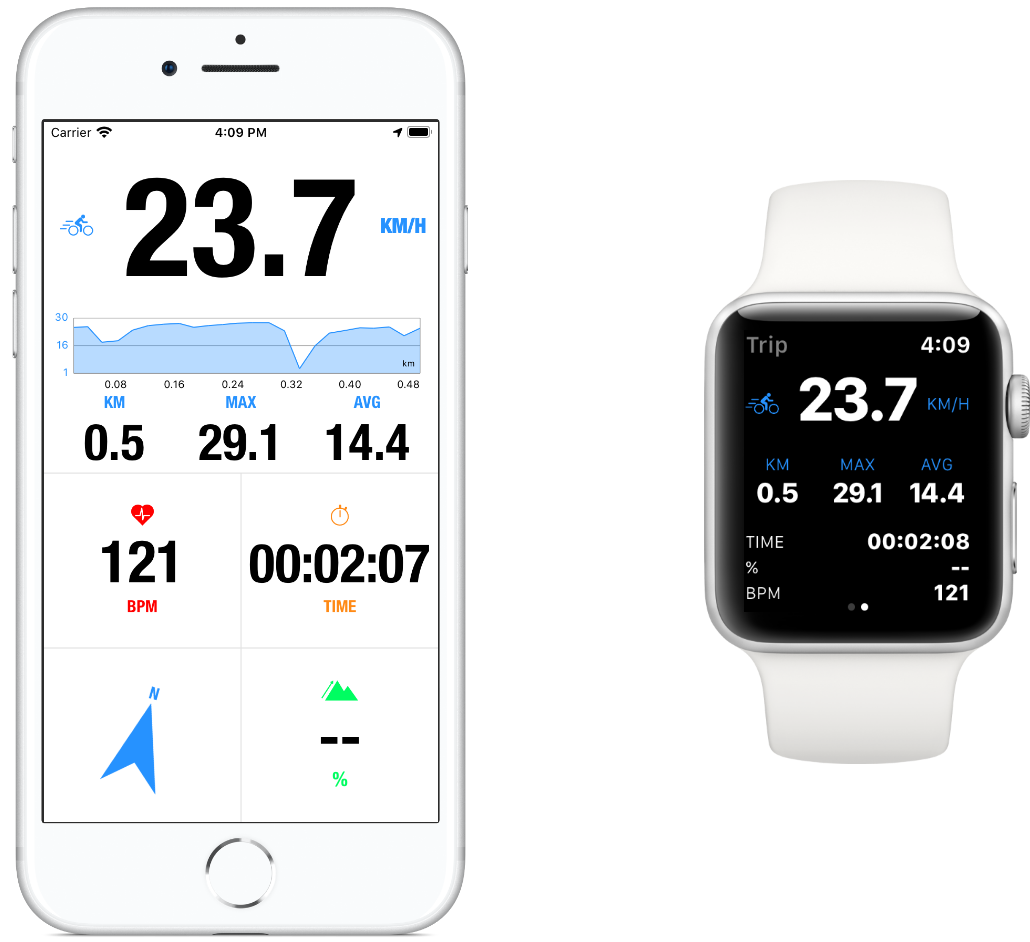 Carrier 4:09 PM
23.7 KM/H
30
16
1
km
0.08 0.16 0.24 0.32 0.40 0.48
KM MAX AVG
0.5 29.1 14.4
121 00:02:07
BPM TIME
N
--
%
Trip 4:09
23.7 KM/H
KM MAX AVG
0.5 29.1 14.4
TIME 00:02:08
% --
BPM 121